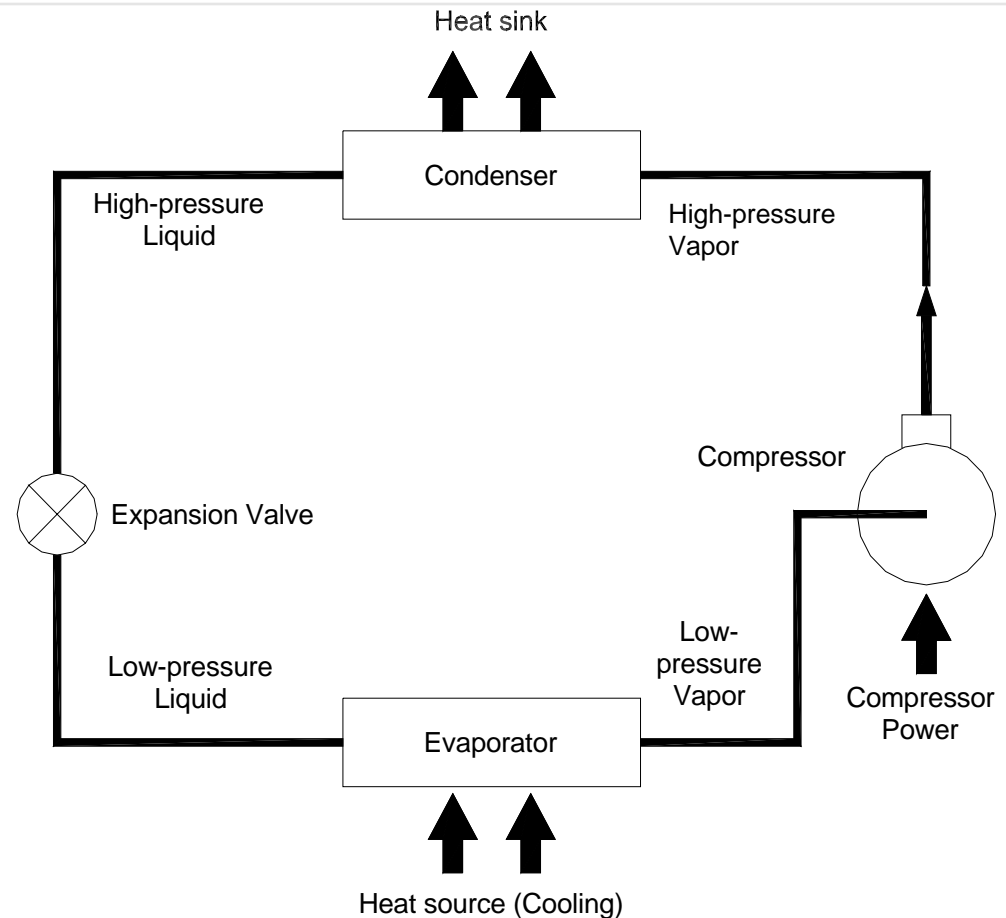 Heat sink
Condenser
High-pressure
Liquid
High-pressure
Vapor
Compressor
Expansion Valve
Low-
pressure
Vapor
Low-pressure
Liquid
Compressor
Power
Evaporator
Heat source (Cooling)